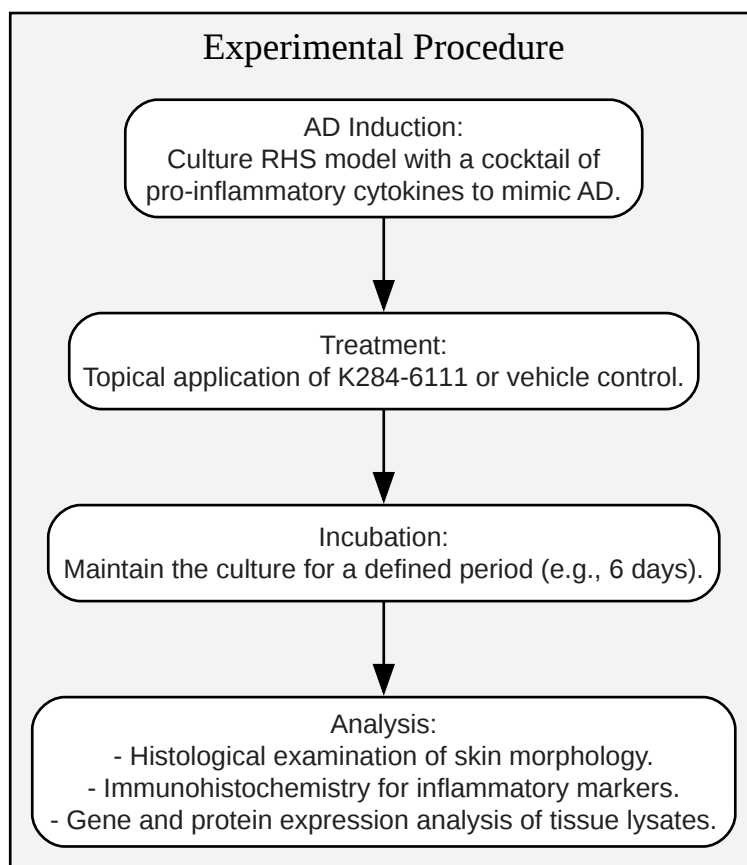 Experimental Procedure
AD Induction:
Culture RHS model with a cocktail of
pro-inflammatory cytokines to mimic AD.
Treatment:
Topical application of K284-6111 or vehicle control.
Incubation:
Maintain the culture for a defined period (e.g., 6 days).
Analysis:
- Histological examination of skin morphology.
- Immunohistochemistry for inflammatory markers.
- Gene and protein expression analysis of tissue lysates.